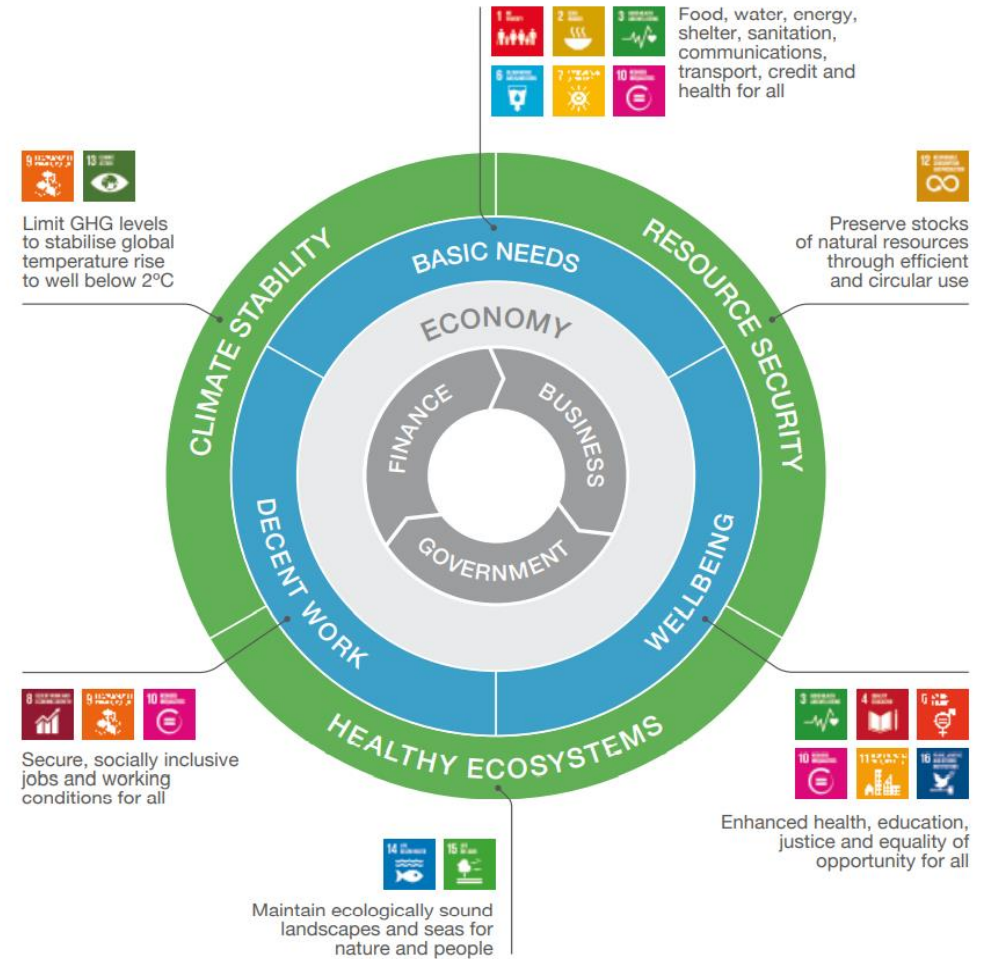 1
2
3
6
7
10
Food, water, energy,
shelter, sanitation,
communications,
transport, credit and
health for all
9
13
Limit GHG levels
to stabilise global
temperature rise
to well below 2ºC
12
Preserve stocks
of natural resources
through efficient
and circular use
CLIMATE STABILITY
RESOURCE SECURITY
BASIC NEEDS
ECONOMY
FINANCE
BUSINESS
GOVERNMENT
DECENT WORK
WELLBEING
HEALTHY ECOSYSTEMS
8
9
10
Secure, socially inclusive
jobs and working
conditions for all
3
4
10
11
16
Enhanced health, education,
justice and equality of
opportunity for all
14
15
Maintain ecologically sound
landscapes and seas for
nature and people